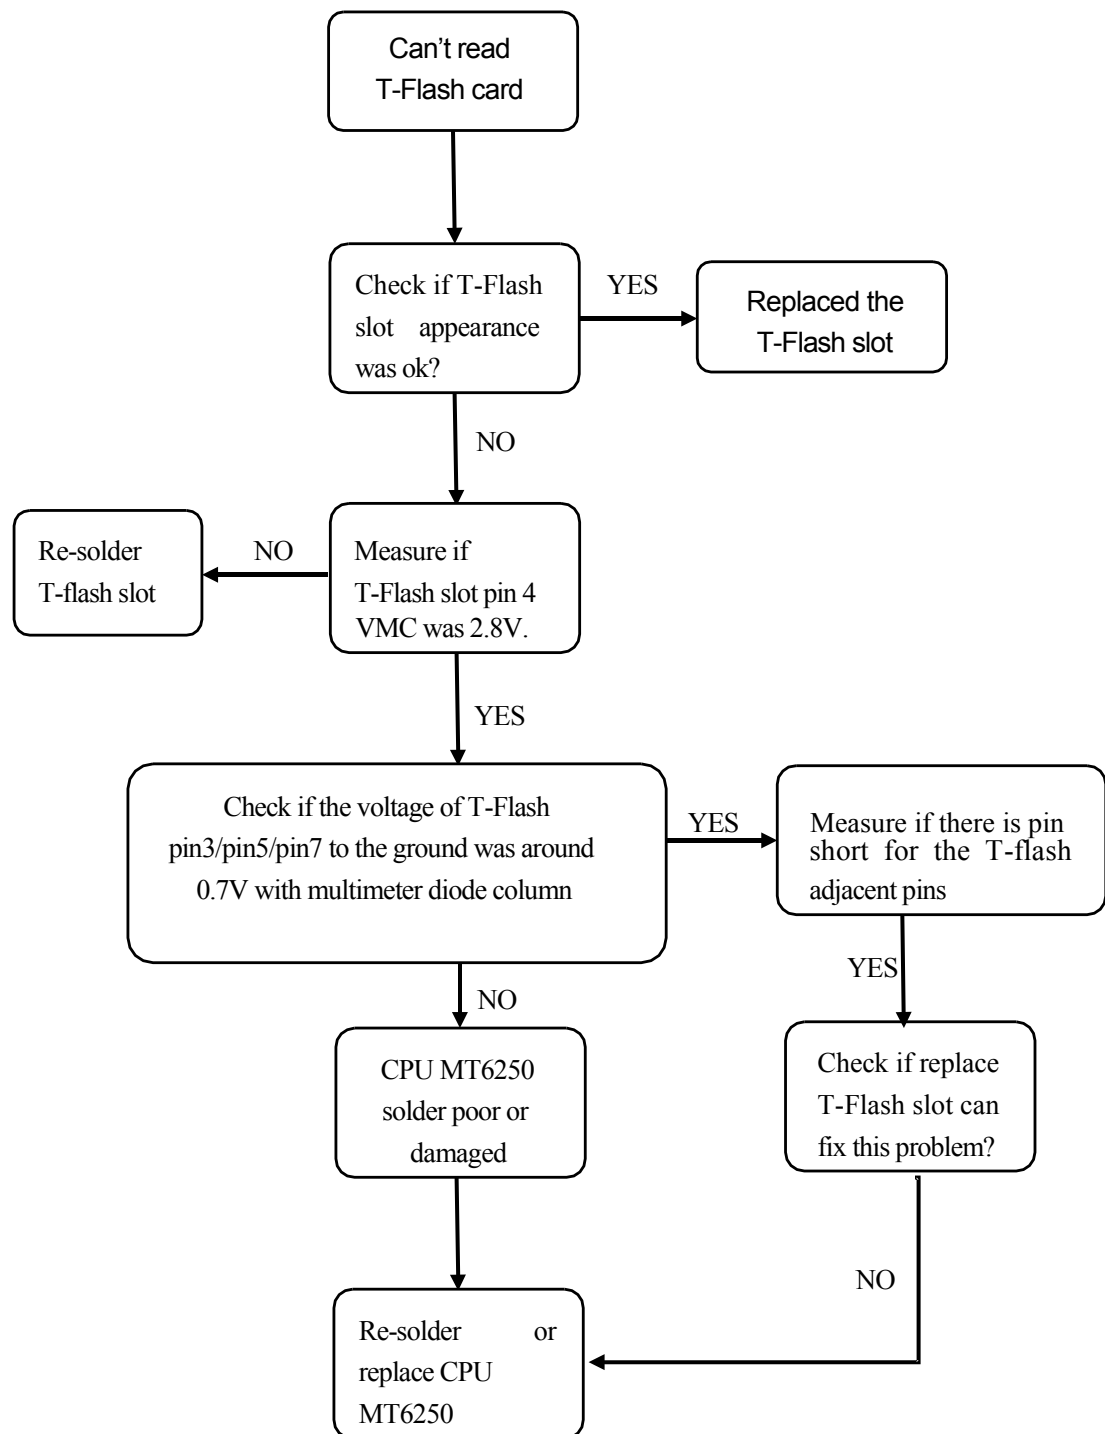 Can't read
T-Flash card
Check if T-Flash
slot appearance
was ok?
YES
Replaced the
T-Flash slot
NO
Re-solder
T-flash slot
NO
Measure if
T-Flash slot pin 4
VMC was 2.8V.
YES
Check if the voltage of T-Flash
pin3/pin5/pin7 to the ground was around
0.7V with multimeter diode column
YES
Measure if there is pin
short for the T-flash
adjacent pins
YES
NO
CPU MT6250
solder poor or
damaged
Check if replace
T-Flash slot can
fix this problem?
NO
Re-solder or
replace CPU
MT6250